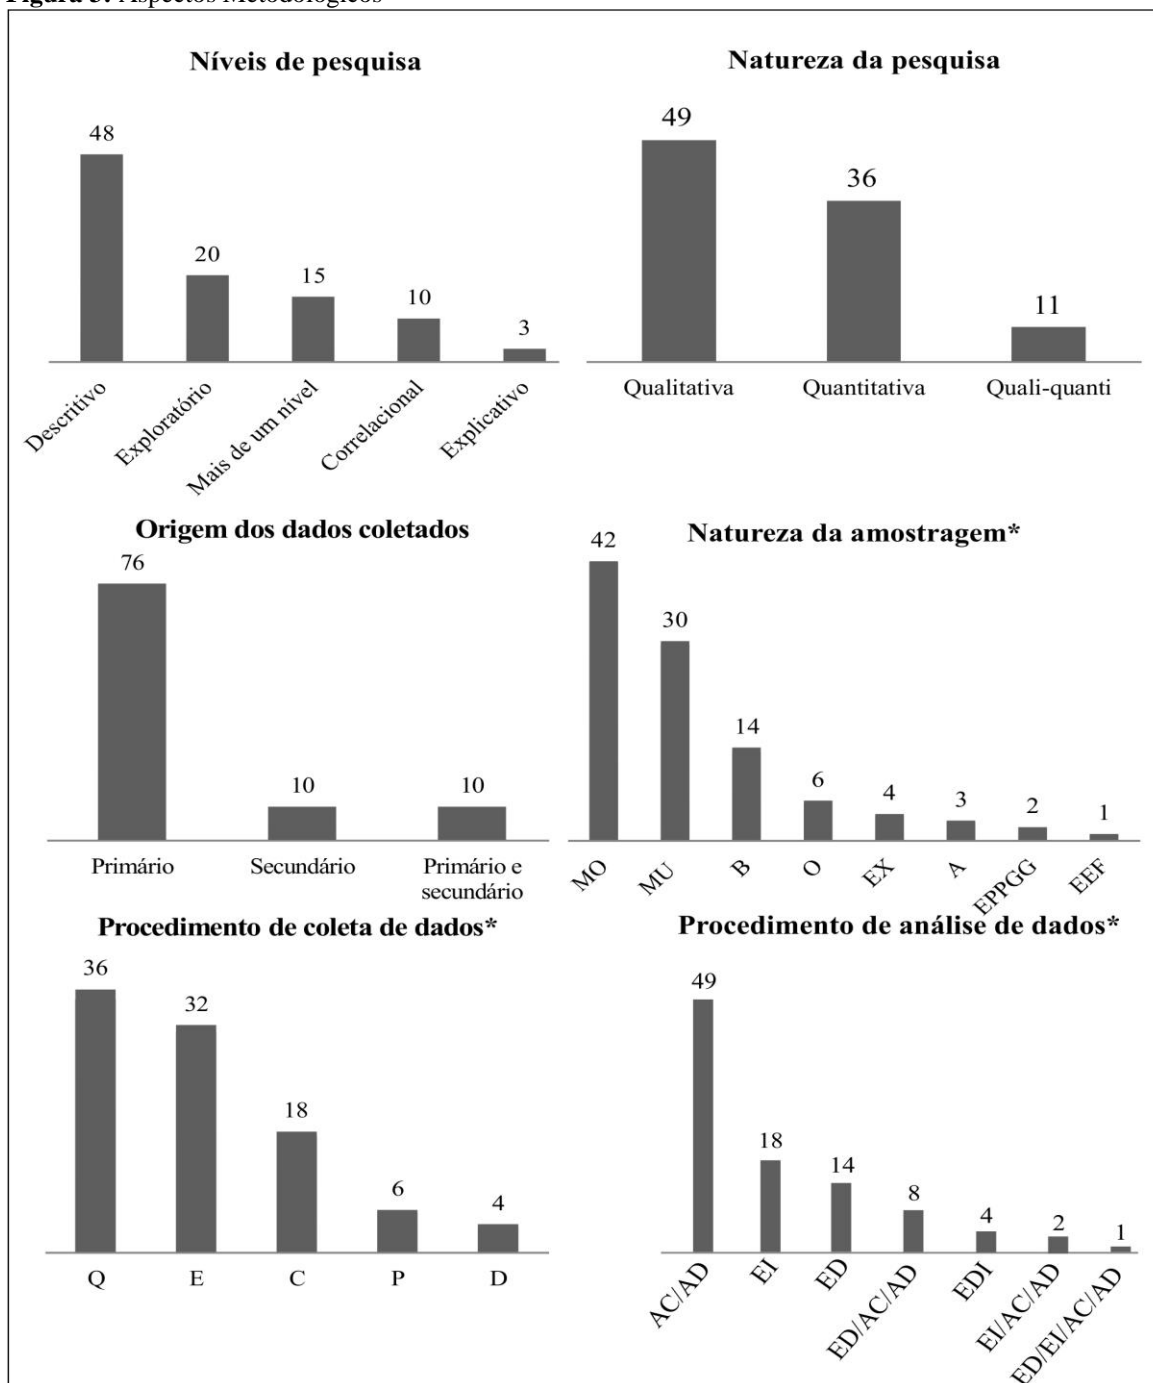 Figura 3: Aspectos Metodológicos
Níveis de pesquisa
48
20
15
10
3
Descritivo
Exploratório
Mais de um nível
Correlacional
Explicativo
Natureza da pesquisa
49
36
11
Qualitativa
Quantitativa
Quali-quanti
Origem dos dados coletados
76
10
10
Primário
Secundário
Primário e
secundário
Natureza da amostragem*
42
30
14
6
4
3
2
1
MO
MU
B
O
EX
A
EPPGG
EEF
Procedimento de coleta de dados*
36
32
18
6
4
Q
E
C
P
D
Procedimento de análise de dados*
49
18
14
8
4
2
1
AC/AD
EI
ED
ED/AC/AD
EDI
EI/AC/AD
ED/EI/AC/AD